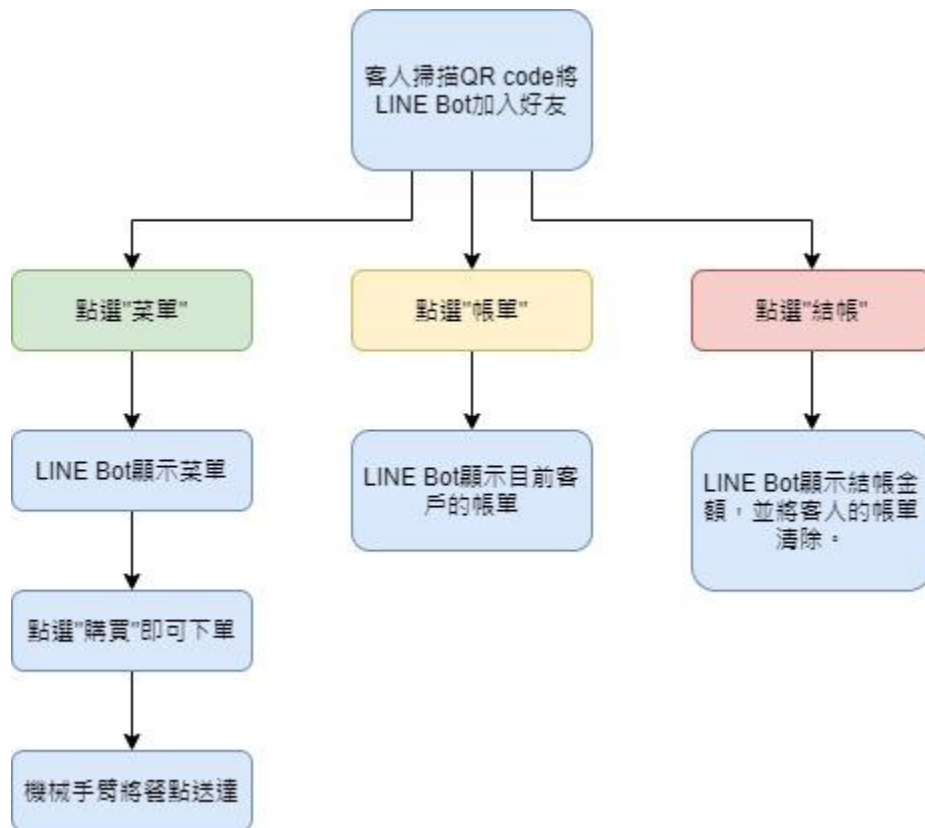 客人掃描QR code將
LINE Bot加入好友
點選"菜單"
點選"帳單"
點選"結帳"
LINE Bot顯示菜單
LINE Bot顯示目前客
戶的帳單
LINE Bot顯示結帳金
額，並將客人的帳單
清除。
點選"購買"即可下單
機械手臂將餐點送達